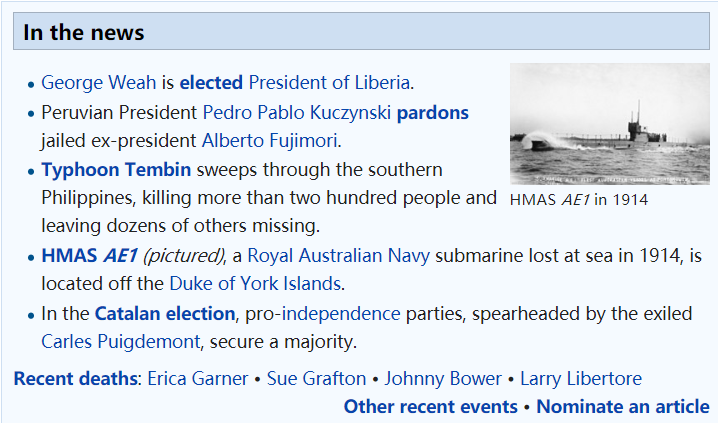 In the news
George Weah is elected President of Liberia.
Peruvian President Pedro Pablo Kuczynski pardons
jailed ex-president Alberto Fujimori.
Typhoon Tembin sweeps through the southern
Philippines, killing more than two hundred people and
leaving dozens of others missing.
HMAS AE1 in 1914
HMAS AE1 (pictured), a Royal Australian Navy submarine lost at sea in 1914, is
located off the Duke of York Islands.
In the Catalan election, pro-independence parties, spearheaded by the exiled
Carles Puigdemont, secure a majority.
Recent deaths: Erica Garner • Sue Grafton • Johnny Bower • Larry Libertore
Other recent events • Nominate an article